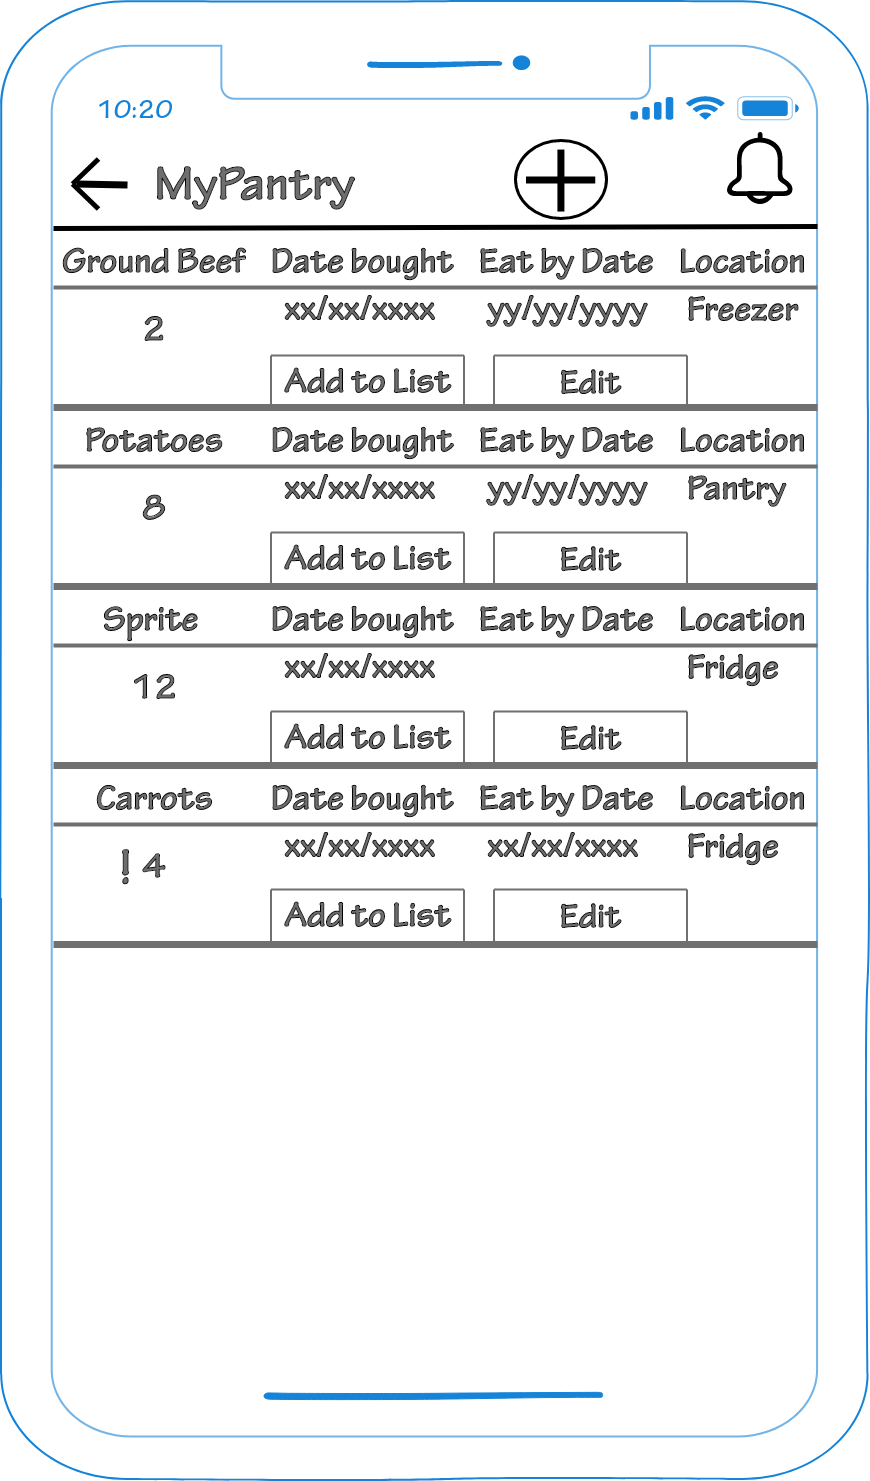 10:20
MyPantry
Ground Beef Date bought Eat by Date Location
2 xx/xx/xxxx yy/yy/yyyy Freezer
Add to List Edit
Potatoes Date bought Eat by Date Location
8 xx/xx/xxxx yy/yy/yyyy Pantry
Add to List Edit
Sprite Date bought Eat by Date Location
12 xx/xx/xxxx Fridge
Add to List Edit
Carrots Date bought Eat by Date Location
! 4 xx/xx/xxxx xx/xx/xxxx Fridge
Add to List Edit